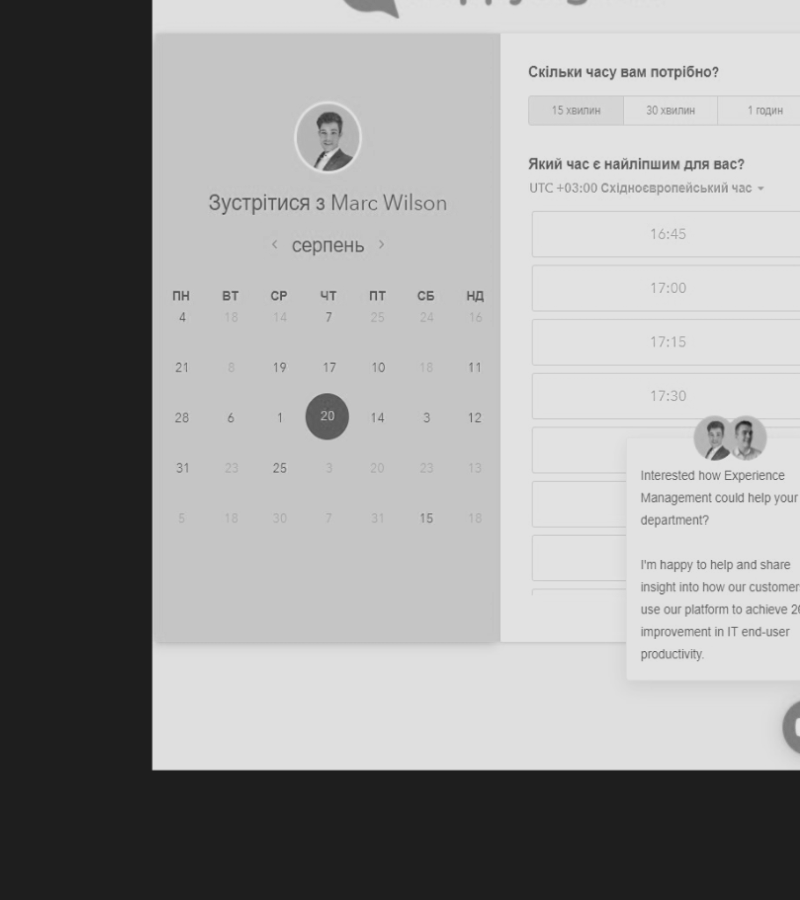 Скільки часу вам потрібно?
15 хвилин 30 хвилин 1 годин
Який час є найліпшим для вас?
UTC +03:00 Східноєвропейський час
16:45
17:00
17:15
17:30
Зустрітися з Marc Wilson
серпень
ПН ВТ СР ЧТ ПТ СБ НД
4 18 14 7 25 24 16
21 8 19 17 10 18 11
28 6 1 20 14 3 12
31 23 25 3 20 23 13
5 18 30 7 31 15 18
Interested how Experience
Management could help your
department?
I'm happy to help and share
insight into how our customer
use our platform to achieve
improvement in IT end-user
productivity.